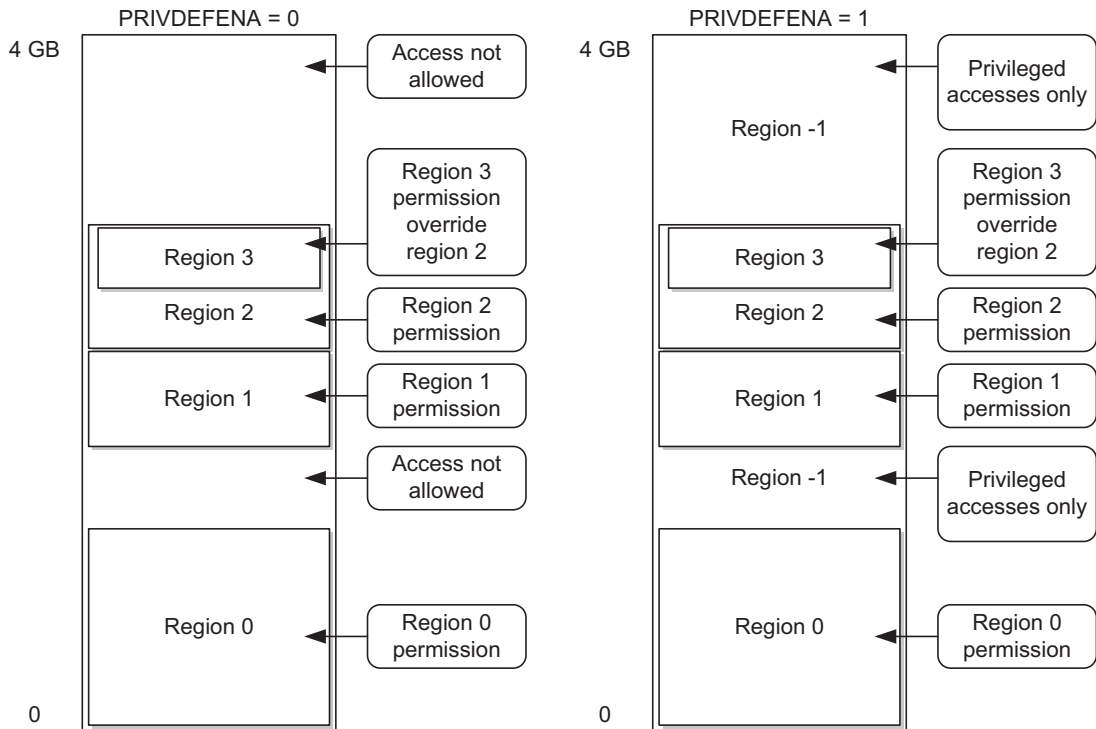 PRIVDEFENA = 0
4 GB
Access not
allowed
Region 3
permission
override
region 2
Region 3
Region 2
Region 2
permission
Region 1
Region 1
permission
Access not
allowed
Region 0
Region 0
permission
0
PRIVDEFENA = 1
4 GB
Privileged
accesses only
Region -1
Region 3
permission
override
region 2
Region 3
Region 2
Region 2
permission
Region 1
Region 1
permission
Region -1
Privileged
accesses only
Region 0
Region 0
permission
0